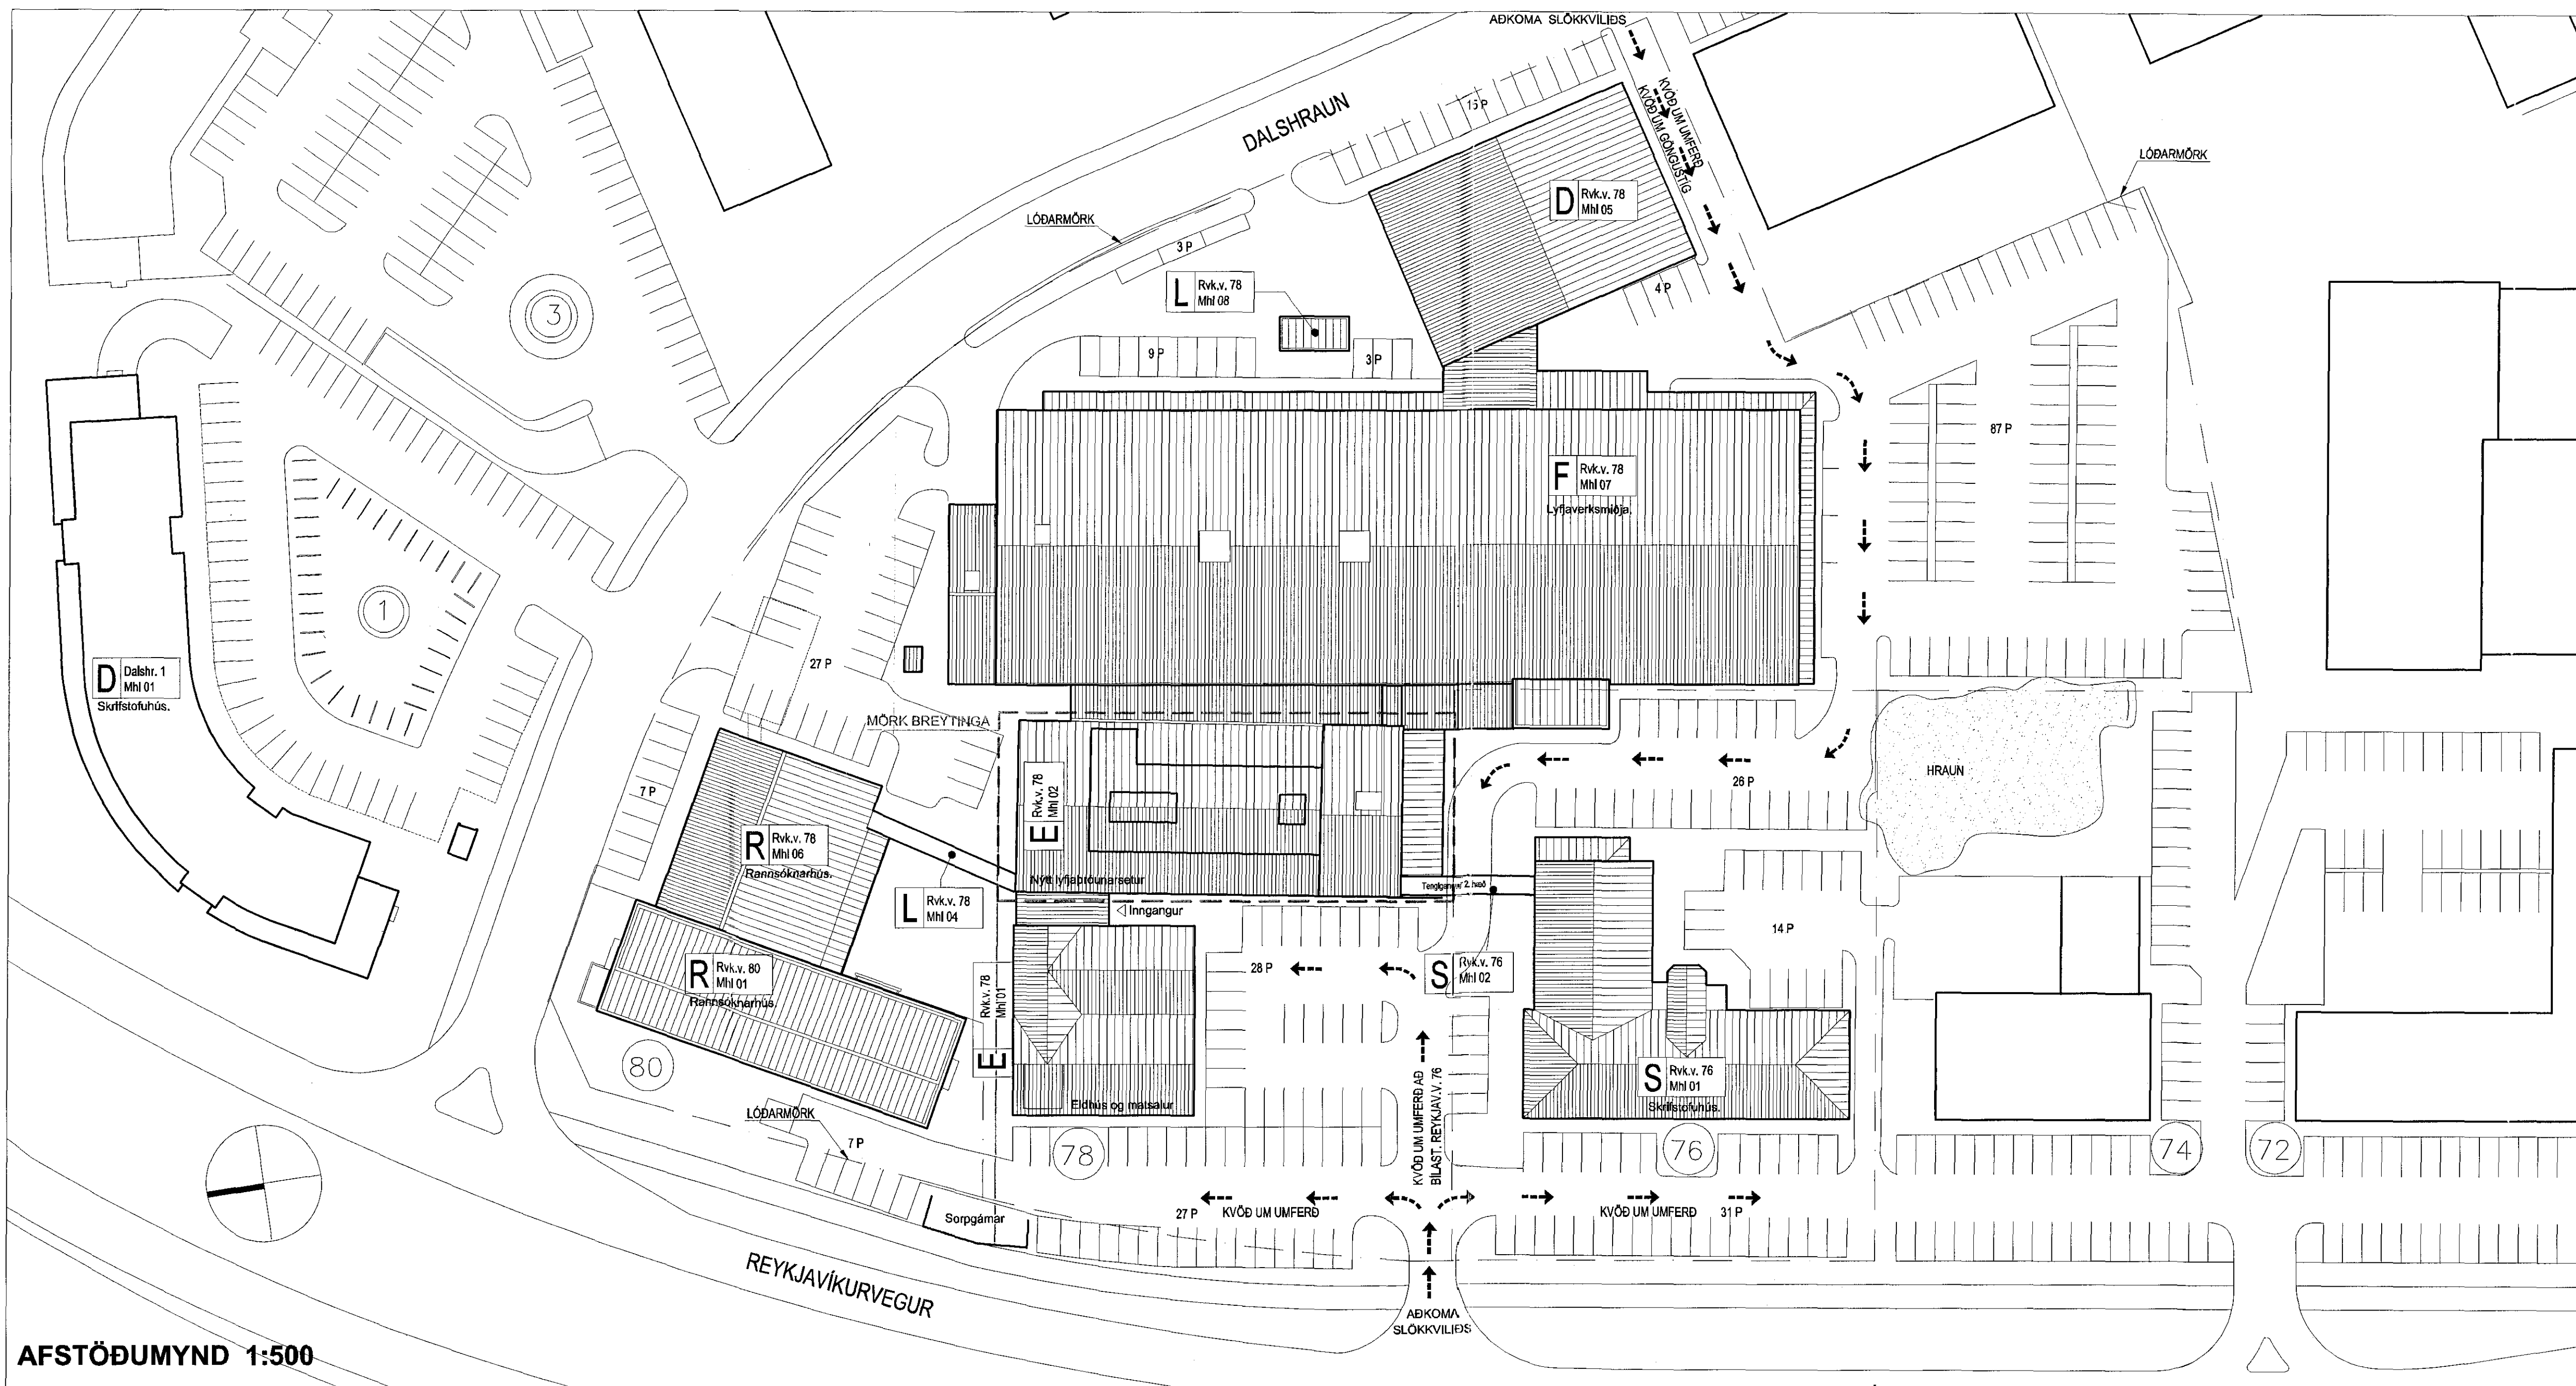 AÐKOMA SLÖKKVILIÐS
KVÖÐ UM UMFERÐ
KVÖÐ UM GÖNGUSTÍG
15 P
DALSHRAUN
LÓÐARMÖRK
D
Rvk.v. 78
Mhl 05
LÓÐARMÖRK
3 P
L
Rvk.v. 78
Mhl 08
4 P
3
9 P
3 P
87 P
F
Rvk.v. 78
Mhl 07
Lyfjaverksmiðja.
1
27 P
D
Dalshr. 1
Mhl 01
Skrifstofuhús.
MÖRK BREYTINGA
7 P
E
Rvk.v. 78
Mhl 02
26 P
HRAUN
R
Rvk.v. 78
Mhl 06
Rannsóknarhús.
Nýtt lyfjaþróunarsetur
Tengigangur 2. hæð
L
Rvk.v. 78
Mhl 04
Inngangur
14 P
R
Rvk.v. 80
Mhl 01
Rannsóknarhús.
28 P
S
Rvk.v. 76
Mhl 02
E
Rvk.v. 78
Mhl 01
80
S
Rvk.v. 76
Mhl 01
Skrifstofuhús.
Eldhús og matsalur
KVÖÐ UM UMFERÐ AÐ
BÍLAST. REYKJAV.V. 76
LÓÐARMÖRK
7 P
78
76
74
72
Sorpgámar
27 P
KVÖÐ UM UMFERÐ
KVÖÐ UM UMFERÐ
31 P
REYKJAVÍKURVEGUR
AÐKOMA
SLÖKKVILIÐS
AFSTÖÐUMYND 1:500